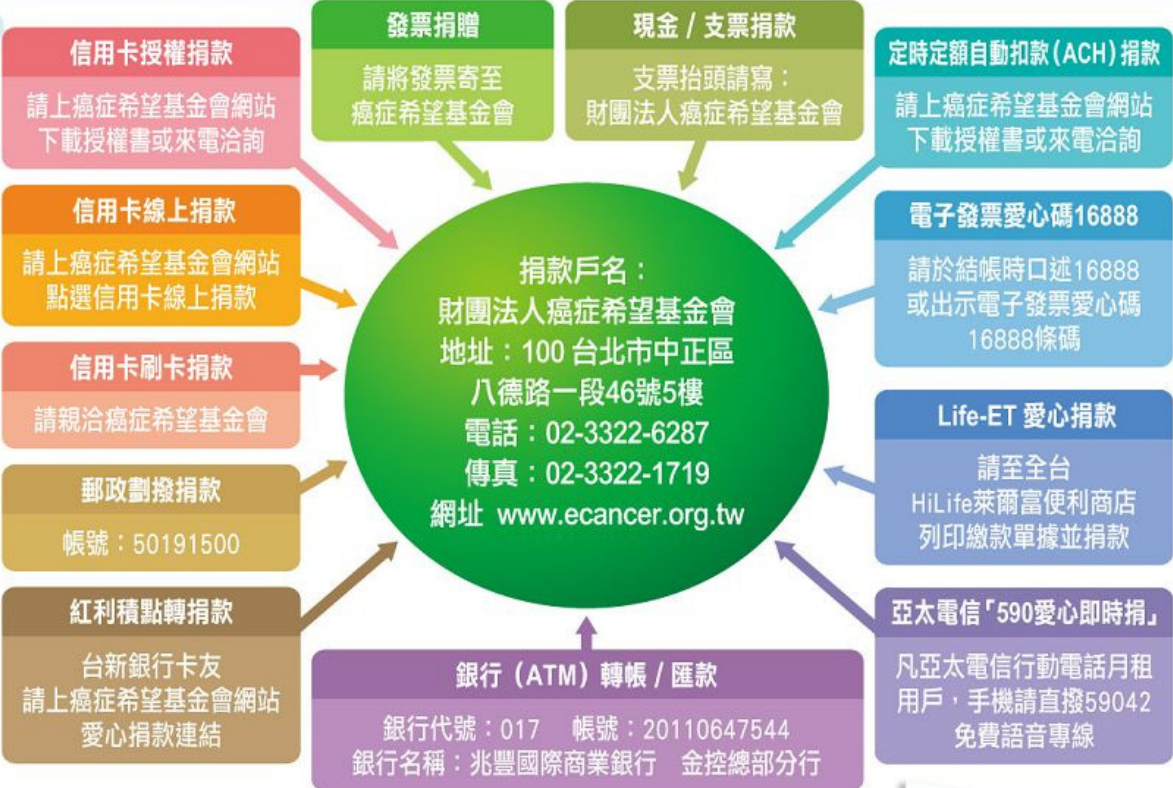 信用卡授權捐款
請上癌症希望基金會網站
下載授權書或來電洽詢
發票捐贈
請將發票寄至
癌症希望基金會
現金 / 支票捐款
支票抬頭請寫：
財團法人癌症希望基金會
定時定額自動扣款(ACH)捐款
請上癌症希望基金會網站
下載授權書或來電洽詢
信用卡線上捐款
請上癌症希望基金會網站
點選信用卡線上捐款
電子發票愛心碼16888
請於結帳時口述16888
或出示電子發票愛心碼
16888條碼
信用卡刷卡捐款
請親洽癌症希望基金會
捐款戶名：
財團法人癌症希望基金會
地址：100 台北市中正區
八德路一段46號5樓
電話：02-3322-6287
傳真：02-3322-1719
網址 www.ecancer.org.tw
Life-ET 愛心捐款
請至全台
HiLife萊爾富便利商店
列印繳款單據並捐款
郵政劃撥捐款
帳號：50191500
紅利積點轉捐款
台新銀行卡友
請上癌症希望基金會網站
愛心捐款連結
銀行（ATM）轉帳 / 匯款
銀行代號：017 帳號：20110647544
銀行名稱：兆豐國際商業銀行 金控總部分行
亞太電信「590愛心即時捐」
凡亞太電信行動電話月租
用戶，手機請直撥59042
免費語音專線